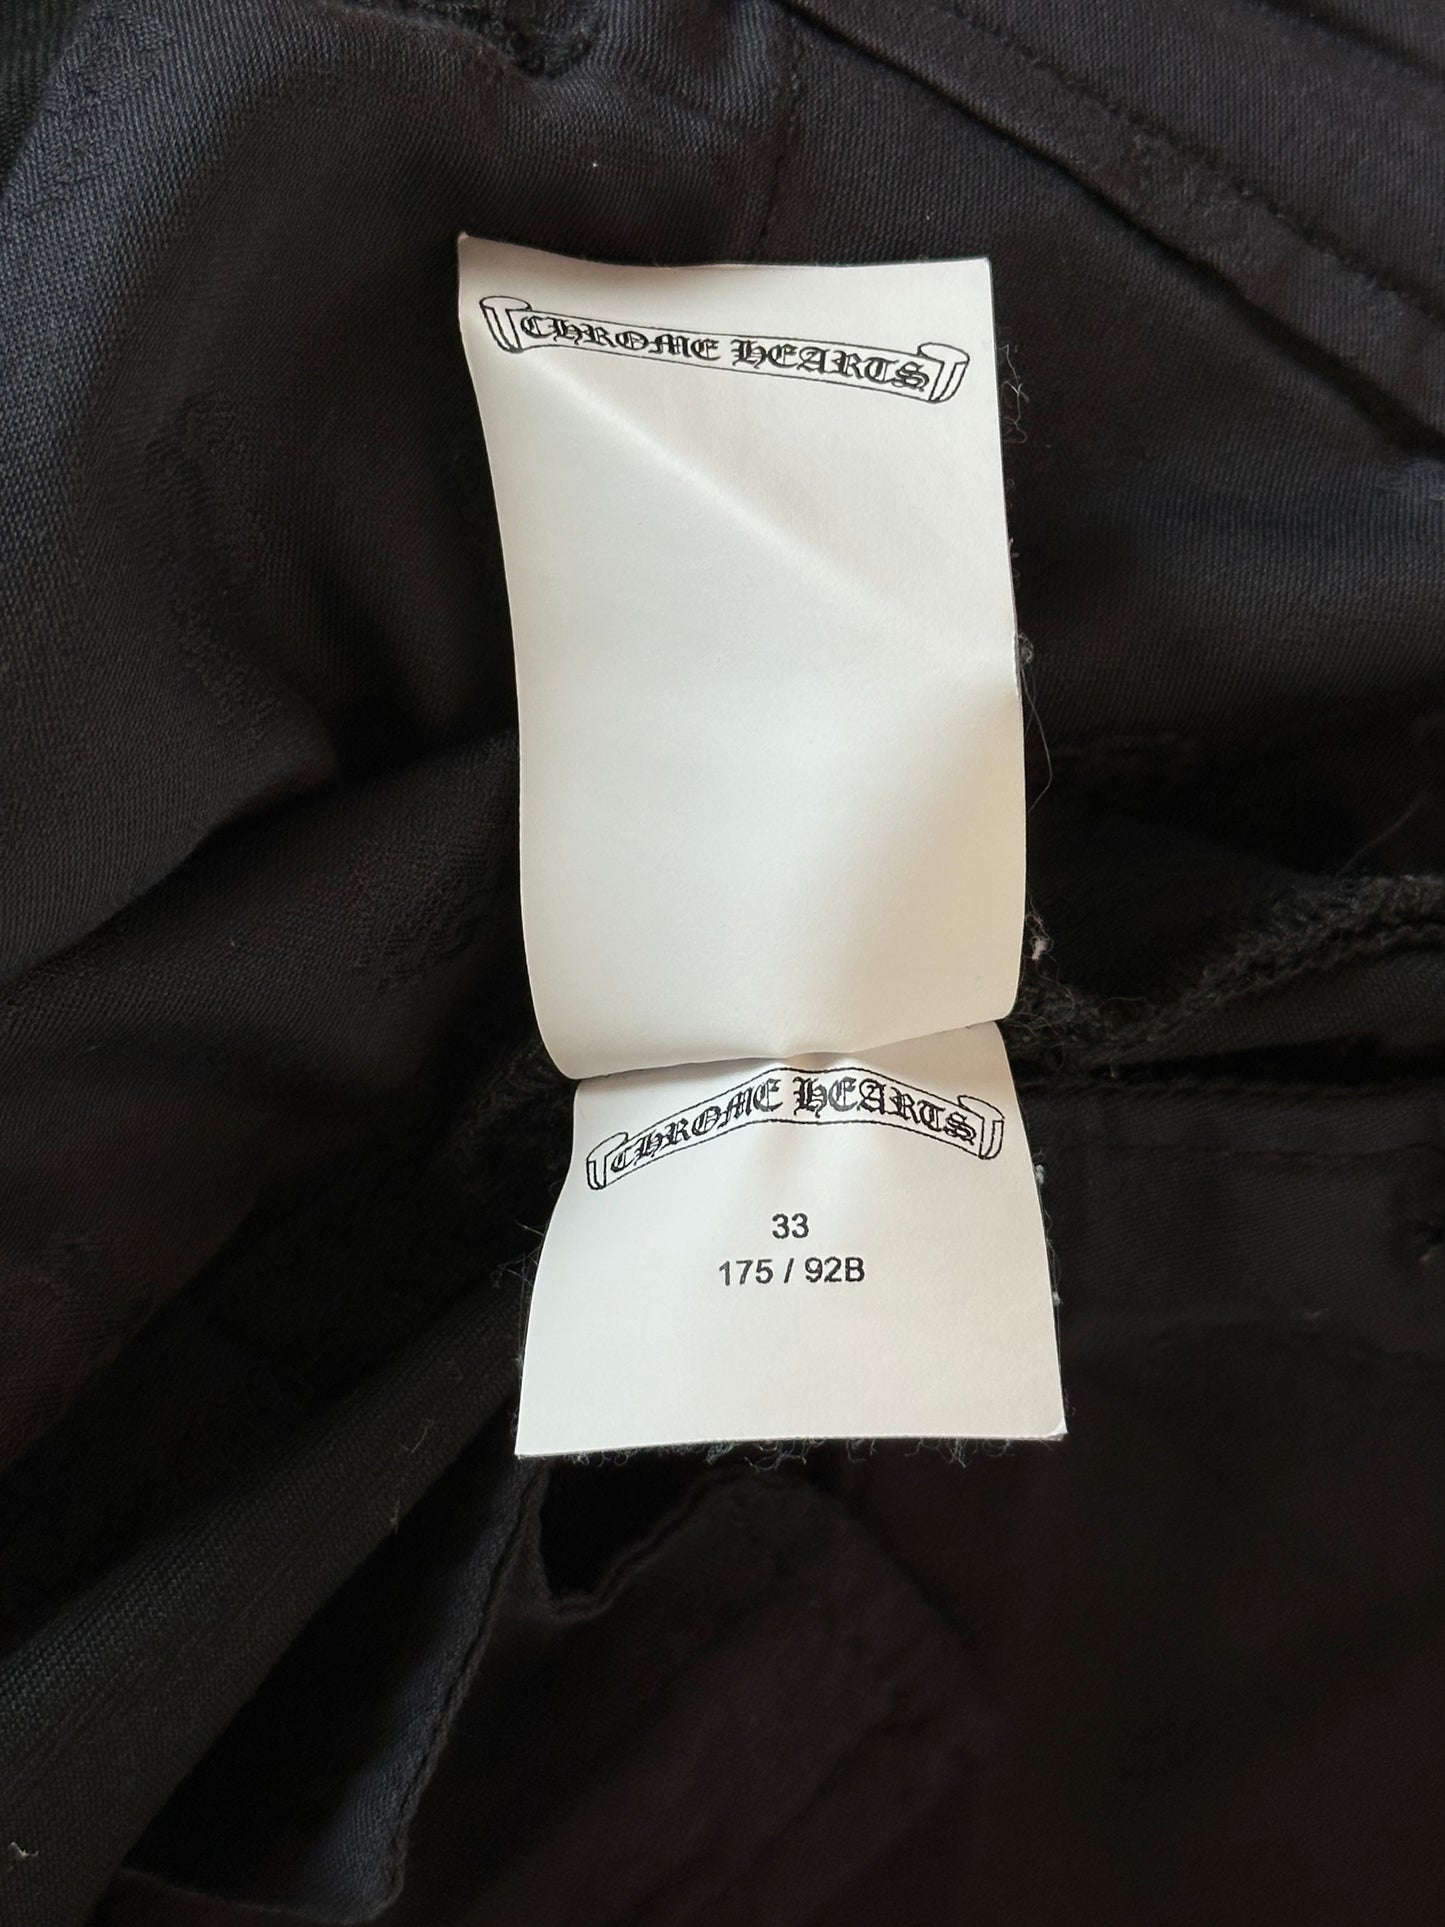 CHROME HEARTS
CHROME HEARTS
33
175 / 92B